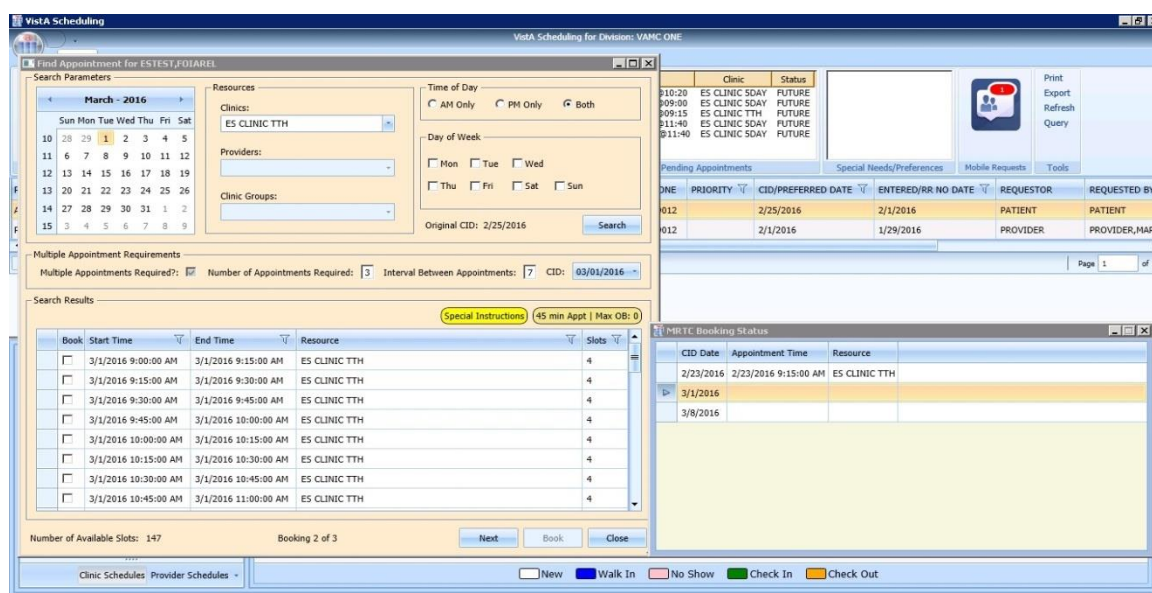 VistA Scheduling
VistA Scheduling for Division: VAMC ONE
Find Appointment for ESTEST,FOIAREL
Search Parameters
March - 2016
Sun Mon Tue Wed Thu Fri Sat
10 28 29 1 2 3 4 5
11 6 7 8 9 10 11 12
12 13 14 15 16 17 18 19
13 20 21 22 23 24 25 26
14 27 28 29 30 31 1 2
15 3 4 5 6 7 8 9
Resources
Clinics:
ES CLINIC TTH
Providers:
Clinic Groups:
Time of Day
AM Only PM Only Both
Day of Week
Mon Tue Wed
Thu Fri Sat Sun
Original CID: 2/25/2016 Search
Multiple Appointment Requirements
Multiple Appointments Required?: Number of Appointments Required: 3 Interval Between Appointments: 7 CID: 03/01/2016
Search Results
Special Instructions 45 min Appt | Max OB: 0
Book Start Time End Time Resource Slots
3/1/2016 9:00:00 AM 3/1/2016 9:15:00 AM ES CLINIC TTH 4
3/1/2016 9:15:00 AM 3/1/2016 9:30:00 AM ES CLINIC TTH 4
3/1/2016 9:30:00 AM 3/1/2016 9:45:00 AM ES CLINIC TTH 4
3/1/2016 9:45:00 AM 3/1/2016 10:00:00 AM ES CLINIC TTH 4
3/1/2016 10:00:00 AM 3/1/2016 10:15:00 AM ES CLINIC TTH 4
3/1/2016 10:15:00 AM 3/1/2016 10:30:00 AM ES CLINIC TTH 4
3/1/2016 10:30:00 AM 3/1/2016 10:45:00 AM ES CLINIC TTH 4
3/1/2016 10:45:00 AM 3/1/2016 11:00:00 AM ES CLINIC TTH 4
Number of Available Slots: 147 Booking 2 of 3 Next Book Close
Clinic Status
@10:20 ES CLINIC 5DAY FUTURE
@09:00 ES CLINIC 5DAY FUTURE
@09:15 ES CLINIC TTH FUTURE
@11:40 ES CLINIC 5DAY FUTURE
@11:40 ES CLINIC 5DAY FUTURE
Pending Appointments
Special Needs/Preferences
1
Mobile Requests
Print
Export
Refresh
Query
Tools
ONE PRIORITY CID/PREFERRED DATE ENTERED/RR NO DATE REQUESTOR REQUESTED BY
0012 2/25/2016 2/1/2016 PATIENT PATIENT
0012 2/1/2016 1/29/2016 PROVIDER PROVIDER,MAR
Page 1 of
MRTC Booking Status
CID Date Appointment Time Resource
2/23/2016 2/23/2016 9:15:00 AM ES CLINIC TTH
3/1/2016
3/8/2016
Clinic Schedules Provider Schedules
New Walk In No Show Check In Check Out